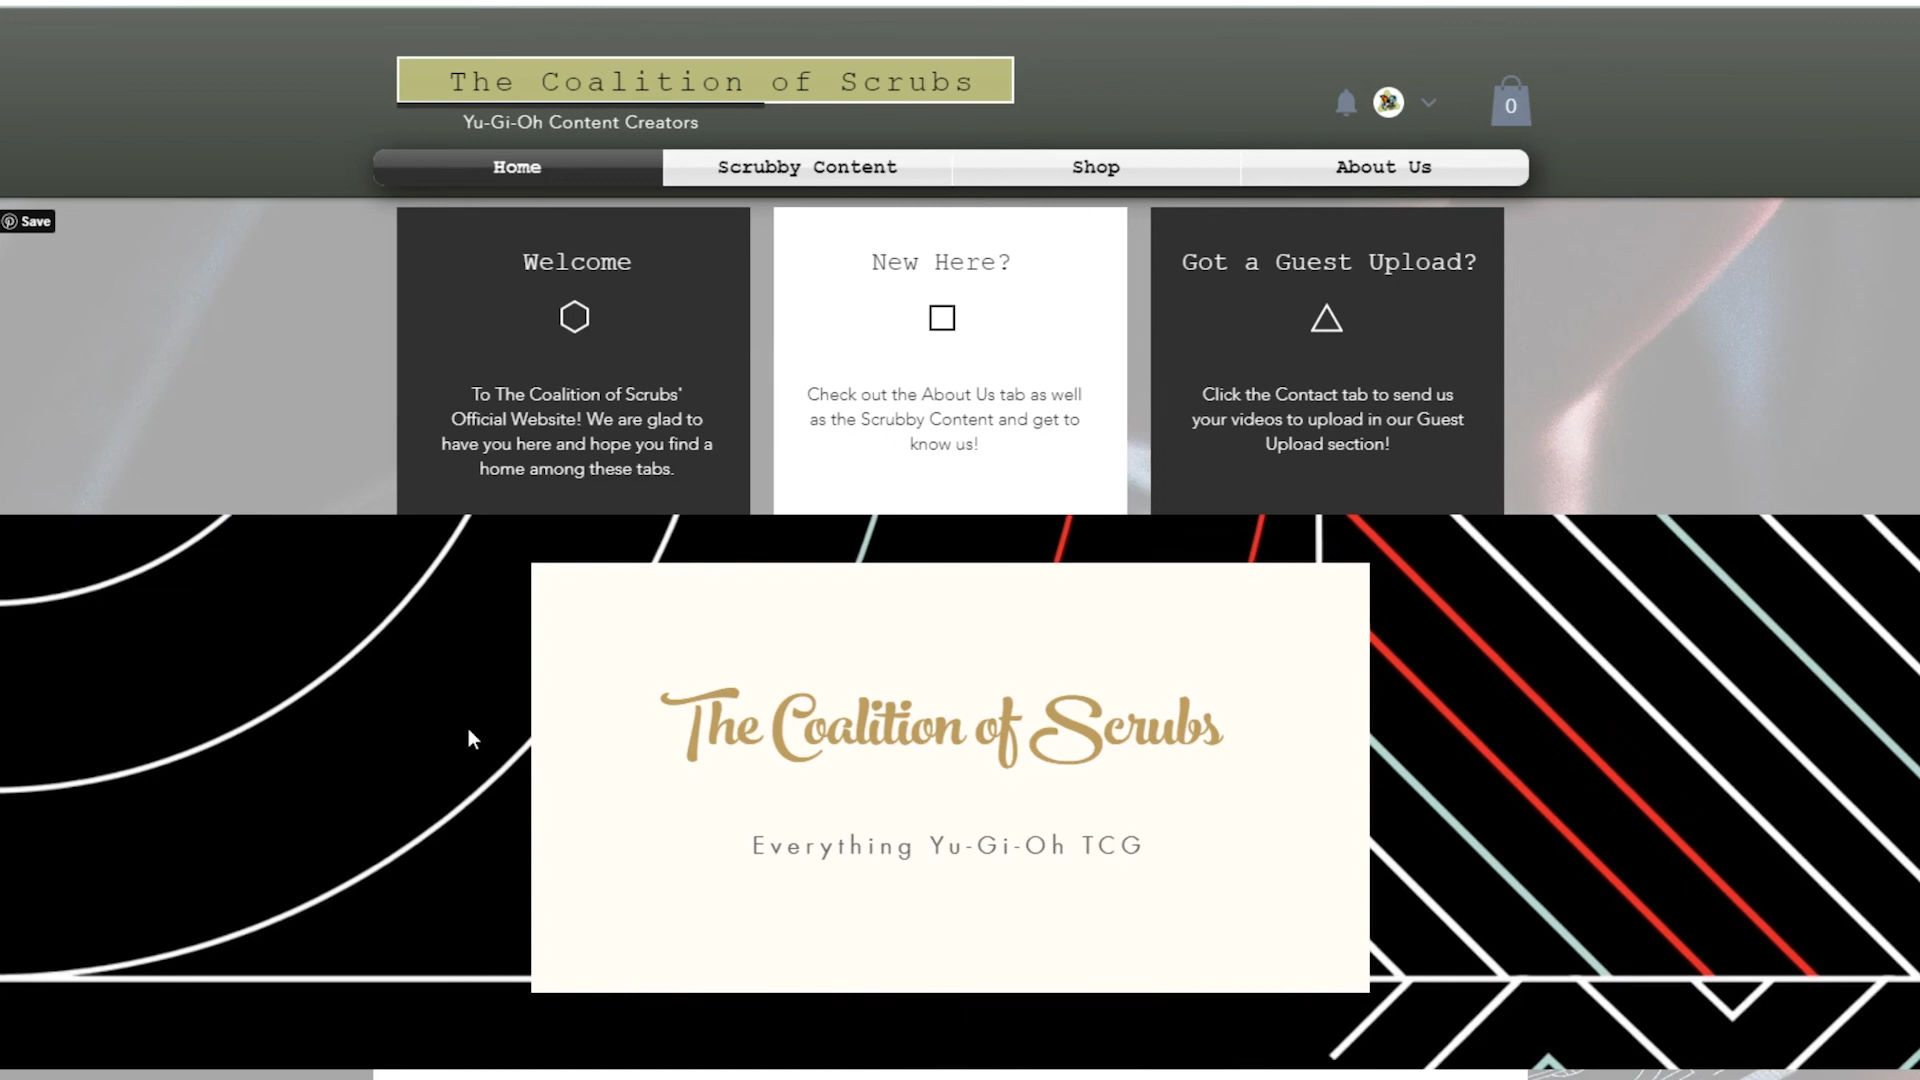 The Coalition of Scrubs
Yu-Gi-Oh Content Creators
0
Home
Scrubby Content
Shop
About Us
Save
Welcome
To The Coalition of Scrubs'
Official Website! We are glad to
have you here and hope you find a
home among these tabs.
New Here?
Check out the About Us tab as well
as the Scrubby Content and get to
know us!
Got a Guest Upload?
Click the Contact tab to send us
your videos to upload in our Guest
Upload section!
The Coalition of Scrubs
Everything Yu-Gi-Oh TCG